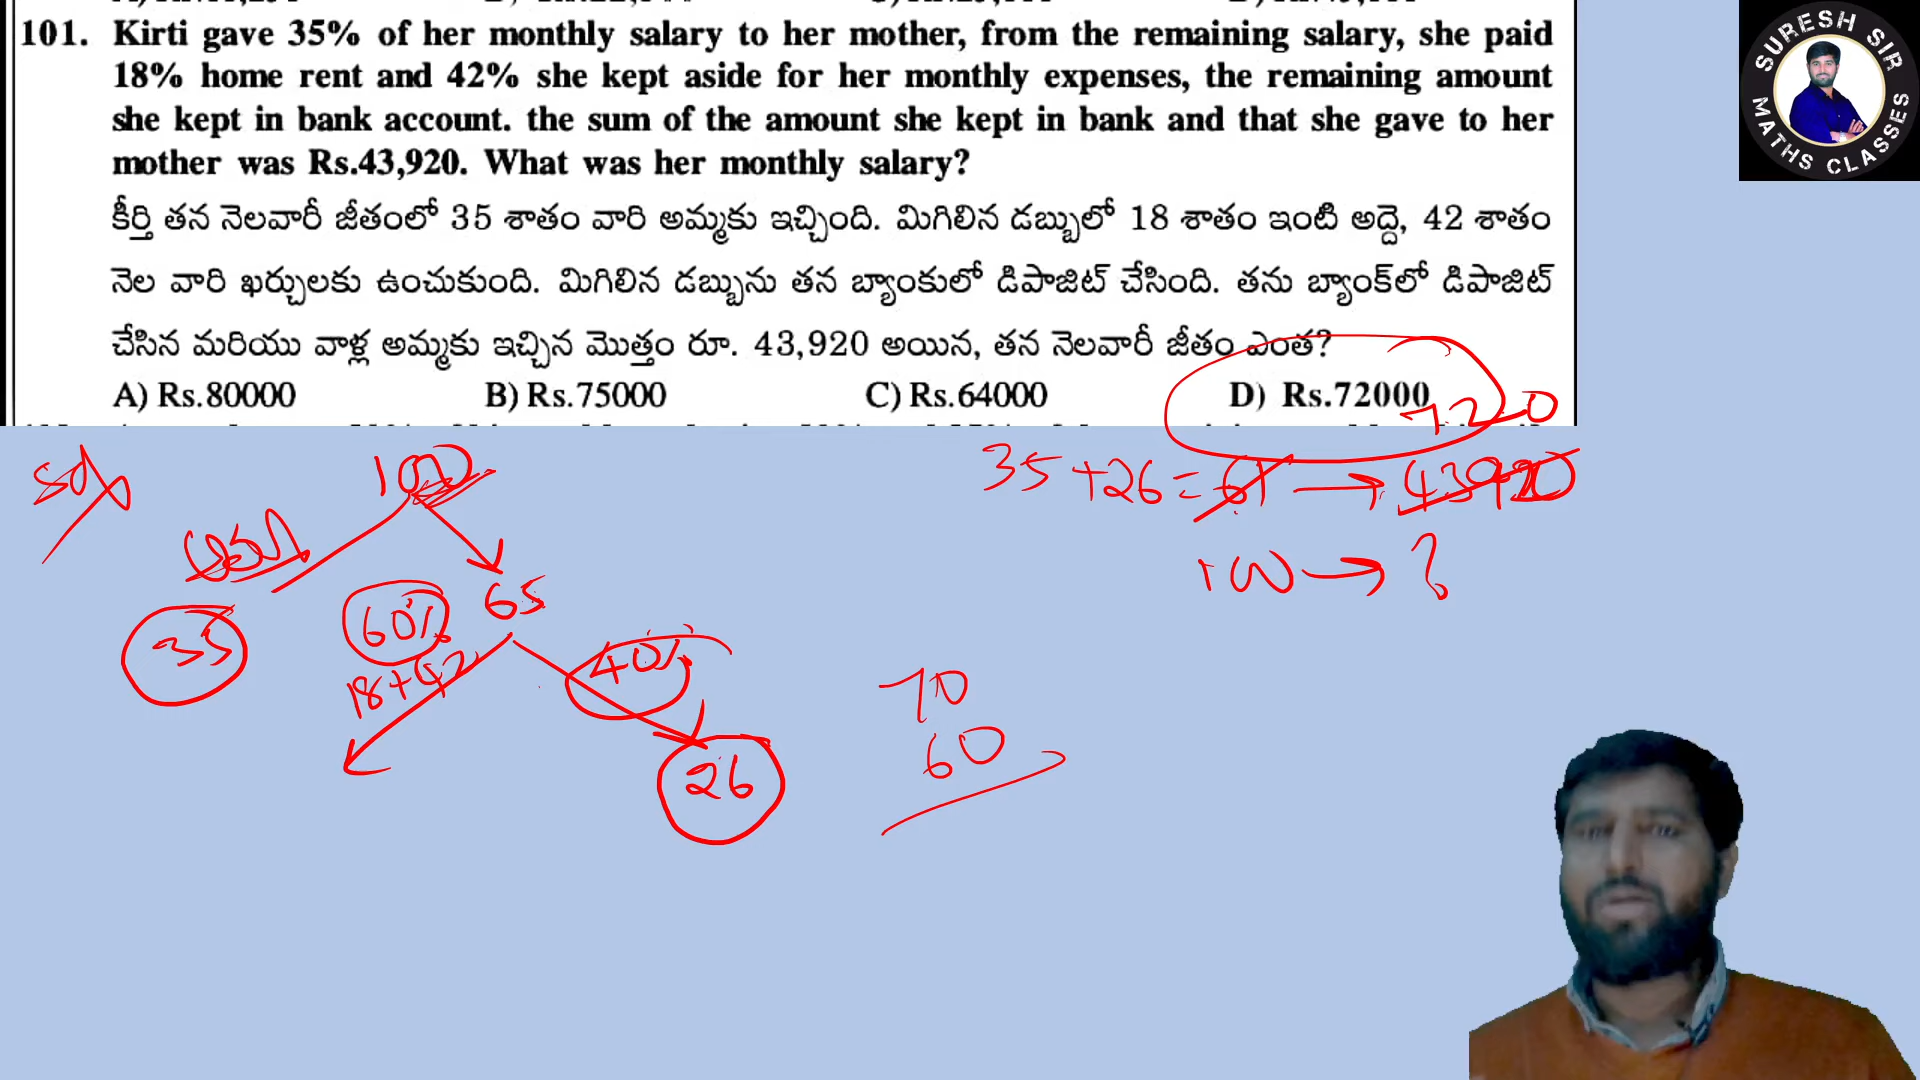 101. Kirti gave 35% of her monthly salary to her mother, from the remaining salary, she paid
18% home rent and 42% she kept aside for her monthly expenses, the remaining amount
she kept in bank account. the sum of the amount she kept in bank and that she gave to her
mother was Rs.43,920. What was her monthly salary?
కీర్తి తన నెలవారీ జీతంలో 35 శాతం వారి అమ్మకు ఇచ్చింది. మిగిలిన డబ్బులో 18 శాతం ఇంటి అద్దె, 42 శాతం
నెల వారి ఖర్చులకు ఉంచుకుంది. మిగిలిన డబ్బును తన బ్యాంకులో డిపాజిట్ చేసింది. తను బ్యాంక్‌లో డిపాజిట్
చేసిన మరియు వాళ్ల అమ్మకు ఇచ్చిన మొత్తం రూ. 43,920 అయిన, తన నెలవారీ జీతం ఎంత?
A) Rs.80000 B) Rs.75000 C) Rs.64000 D) Rs.72000
SURESH SIR
MATHS CLASSES
720
35 + 26 = 61 → 43920
100 → ?
Sol
100
35
60%
65
18+42
40%
26
70
60